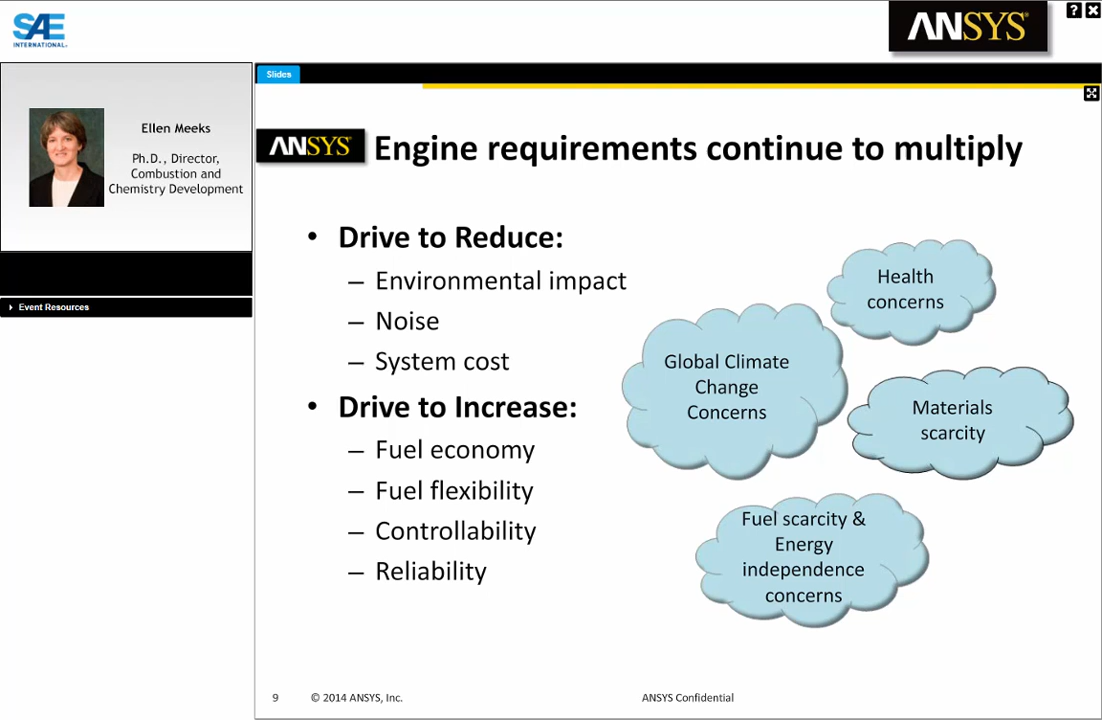 SAE
INTERNATIONAL®
ANSYS®
?
Ellen Meeks
Ph.D., Director,
Combustion and
Chemistry Development
Event Resources
Slides
ANSYS® Engine requirements continue to multiply
• Drive to Reduce:
– Environmental impact
– Noise
– System cost
• Drive to Increase:
– Fuel economy
– Fuel flexibility
– Controllability
– Reliability
Health
concerns
Global Climate
Change
Concerns
Materials
scarcity
Fuel scarcity &
Energy
independence
concerns
9 © 2014 ANSYS, Inc. ANSYS Confidential